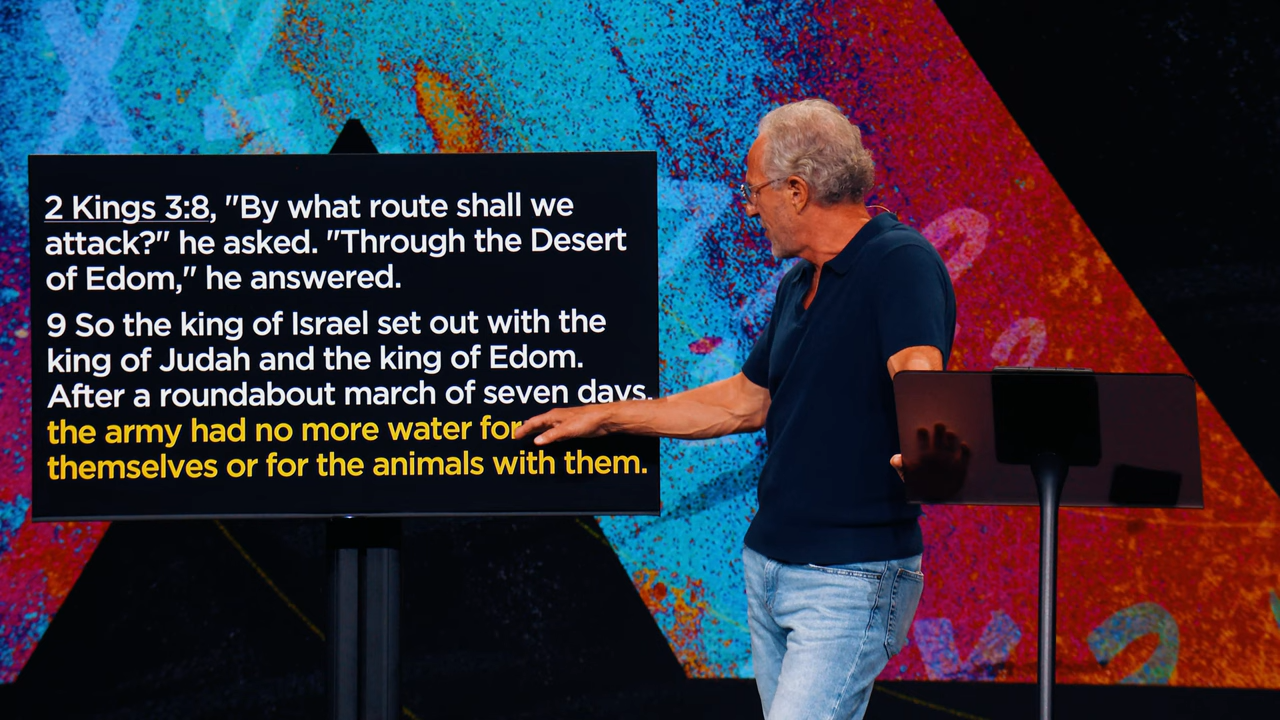 2 Kings 3:8, "By what route shall we
attack?" he asked. "Through the Desert
of Edom," he answered.
9 So the king of Israel set out with the
king of Judah and the king of Edom.
After a roundabout march of seven days,
the army had no more water for
themselves or for the animals with them.